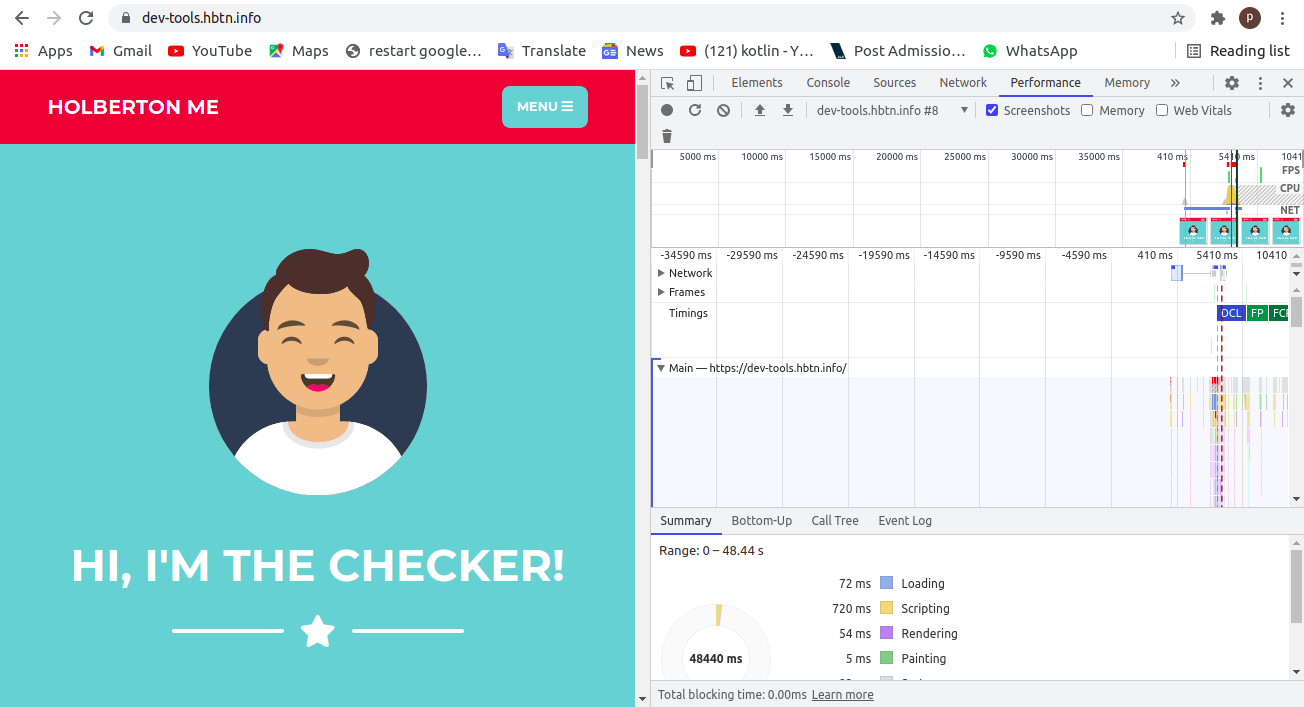 dev-tools.hbtn.info
P
Apps Gmail YouTube Maps restart google... Translate News (121) kotlin - Y... Post Admissio... WhatsApp Reading list
HOLBERTON ME
MENU
HI, I'M THE CHECKER!
Elements Console Sources Network Performance Memory »
dev-tools.hbtn.info #8 Screenshots Memory Web Vitals
5000 ms 10000 ms 15000 ms 20000 ms 25000 ms 30000 ms 35000 ms 410 ms 5410 ms 1041
FPS
CPU
NET
-34590 ms -29590 ms -24590 ms -19590 ms -14590 ms -9590 ms -4590 ms 410 ms 5410 ms 10410
Network
Frames
Timings DCL FP FCP
Main — https://dev-tools.hbtn.info/
Summary Bottom-Up Call Tree Event Log
Range: 0 – 48.44 s
72 ms Loading
720 ms Scripting
54 ms Rendering
48440 ms 5 ms Painting
Total blocking time: 0.00ms Learn more